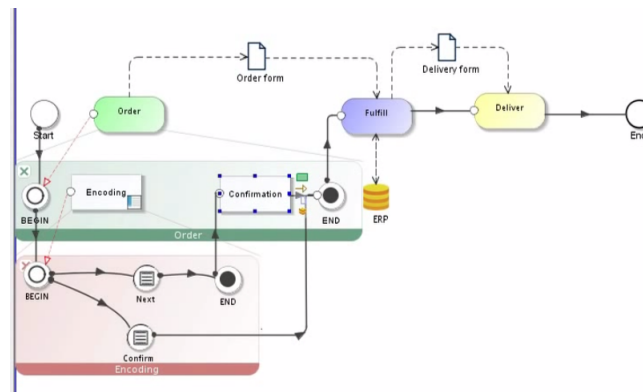 Order form
Delivery form
Order
Fulfill
Deliver
Start
End
Encoding
Confirmation
BEGIN
END
ERP
Order
BEGIN
Next
END
Confirm
Encoding